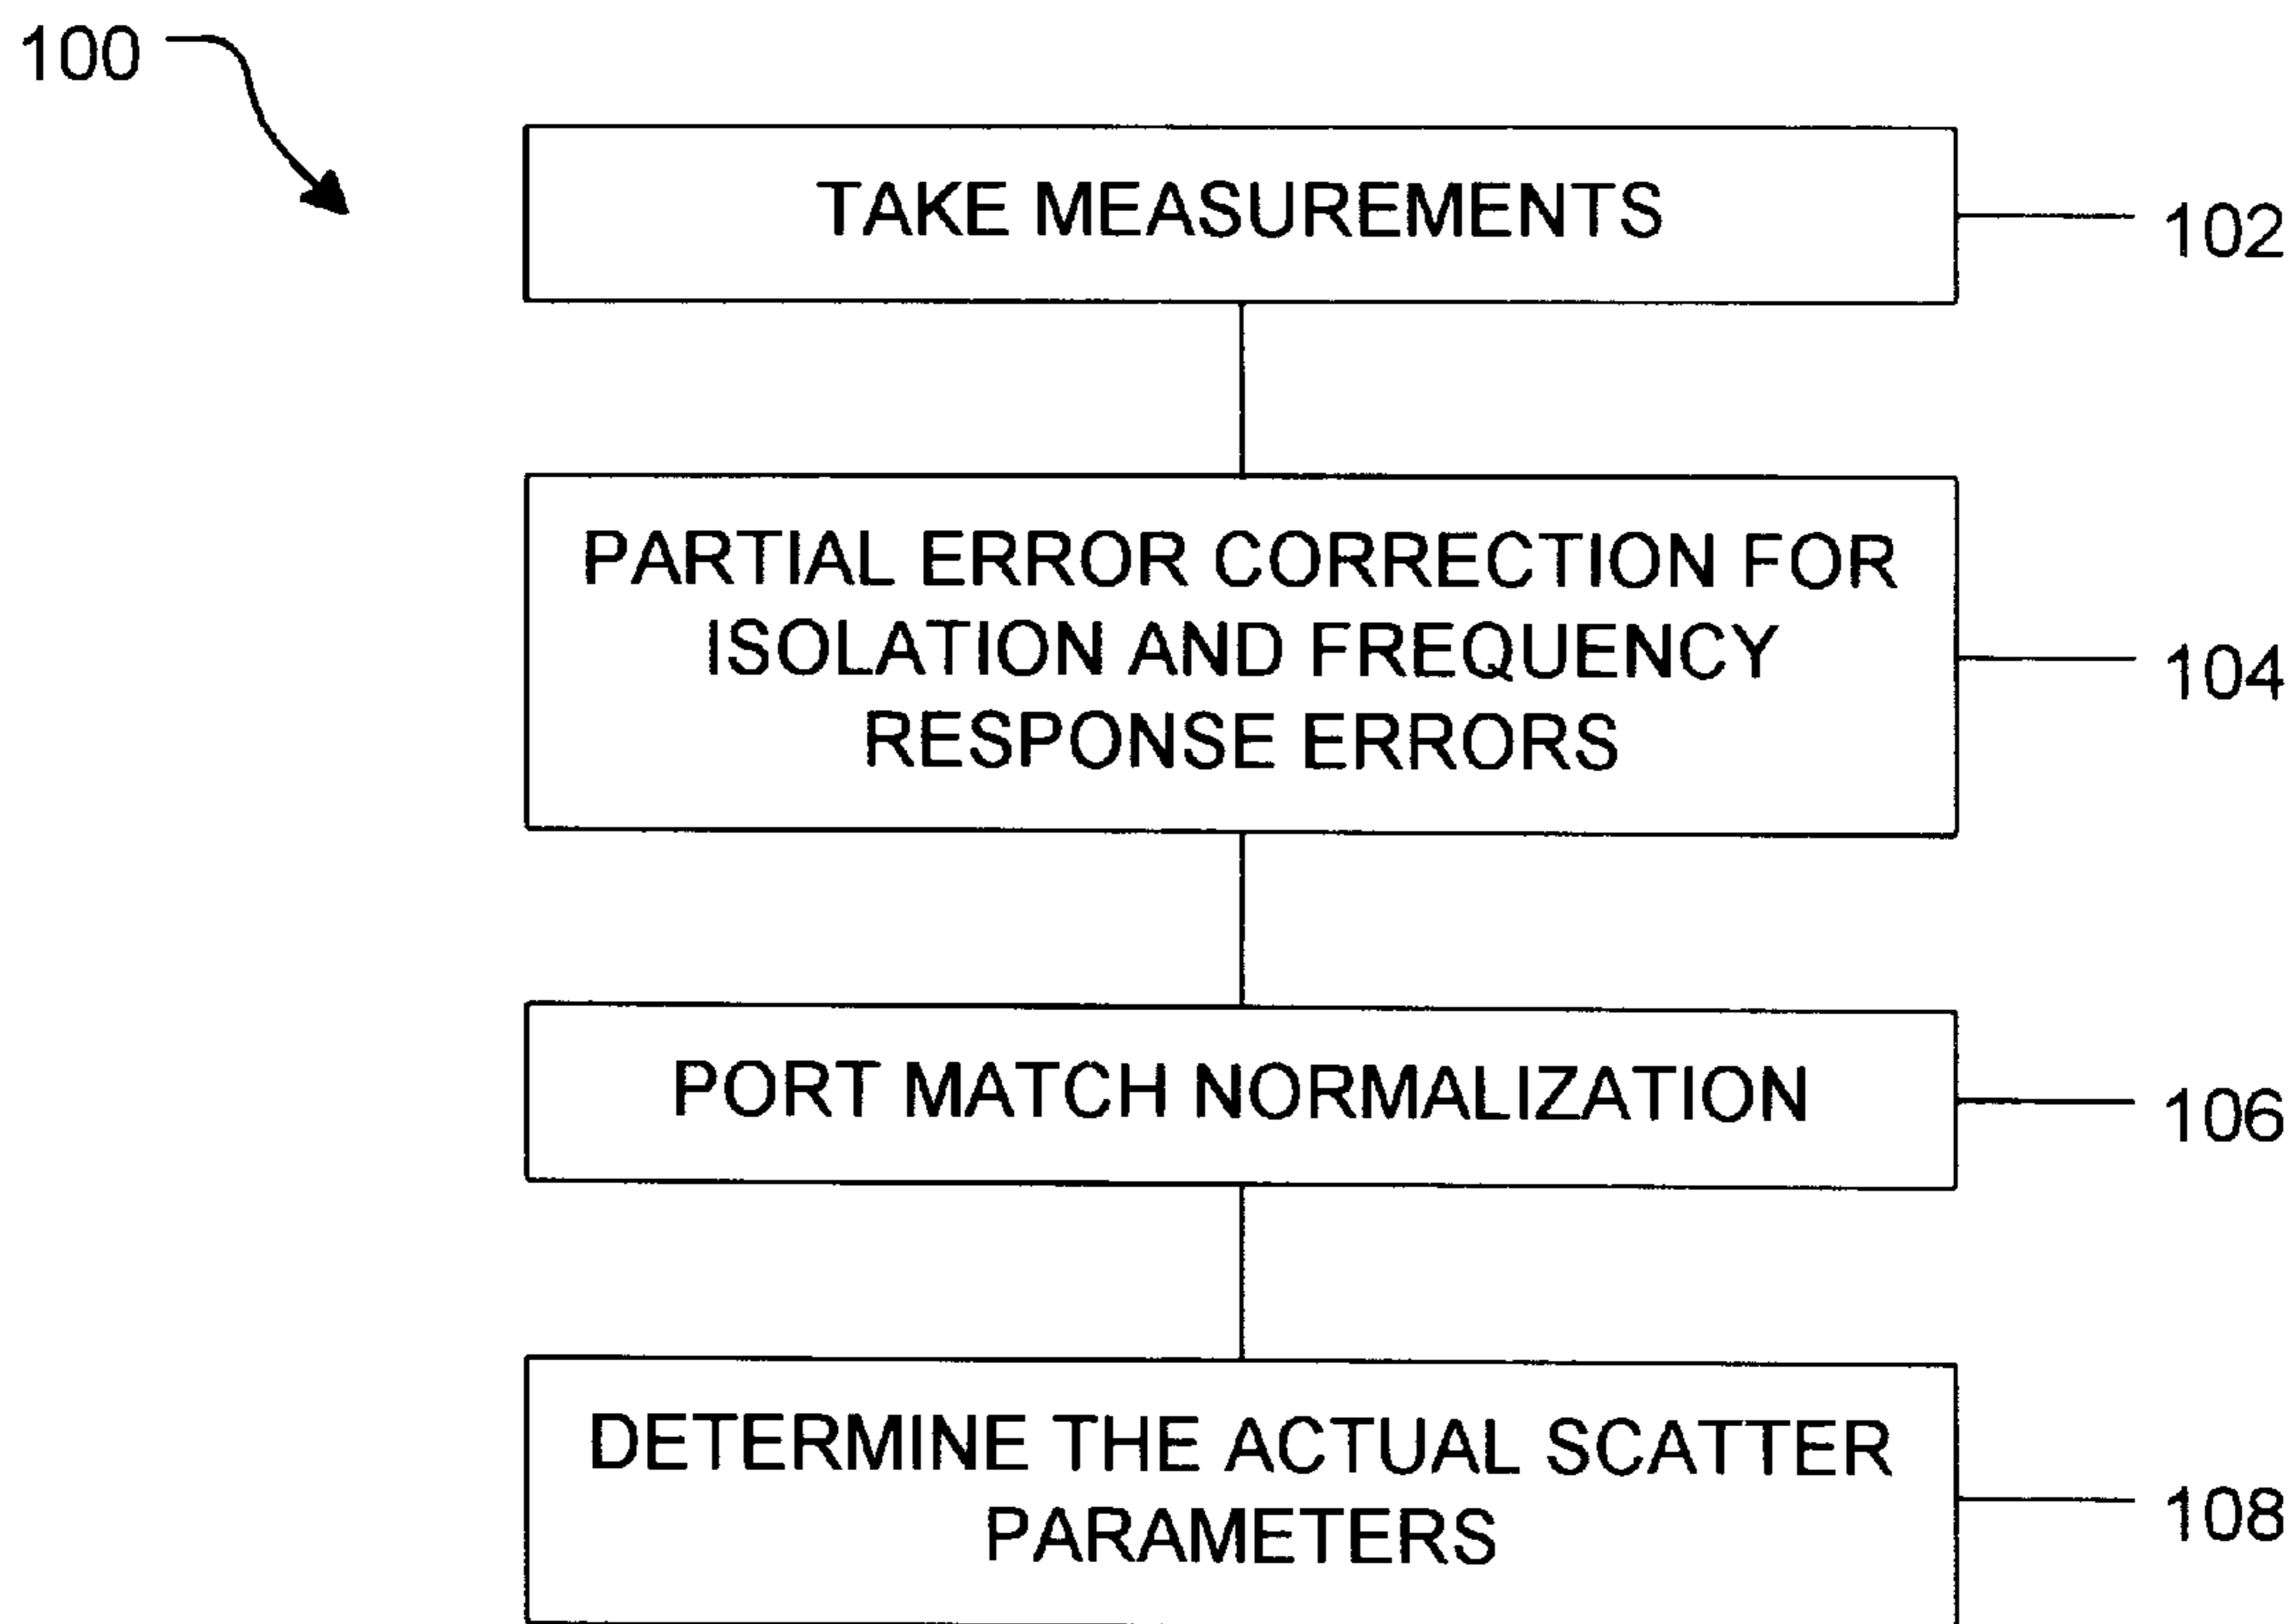 100
TAKE MEASUREMENTS
102
PARTIAL ERROR CORRECTION FOR
ISOLATION AND FREQUENCY
RESPONSE ERRORS
104
PORT MATCH NORMALIZATION
106
DETERMINE THE ACTUAL SCATTER
PARAMETERS
108